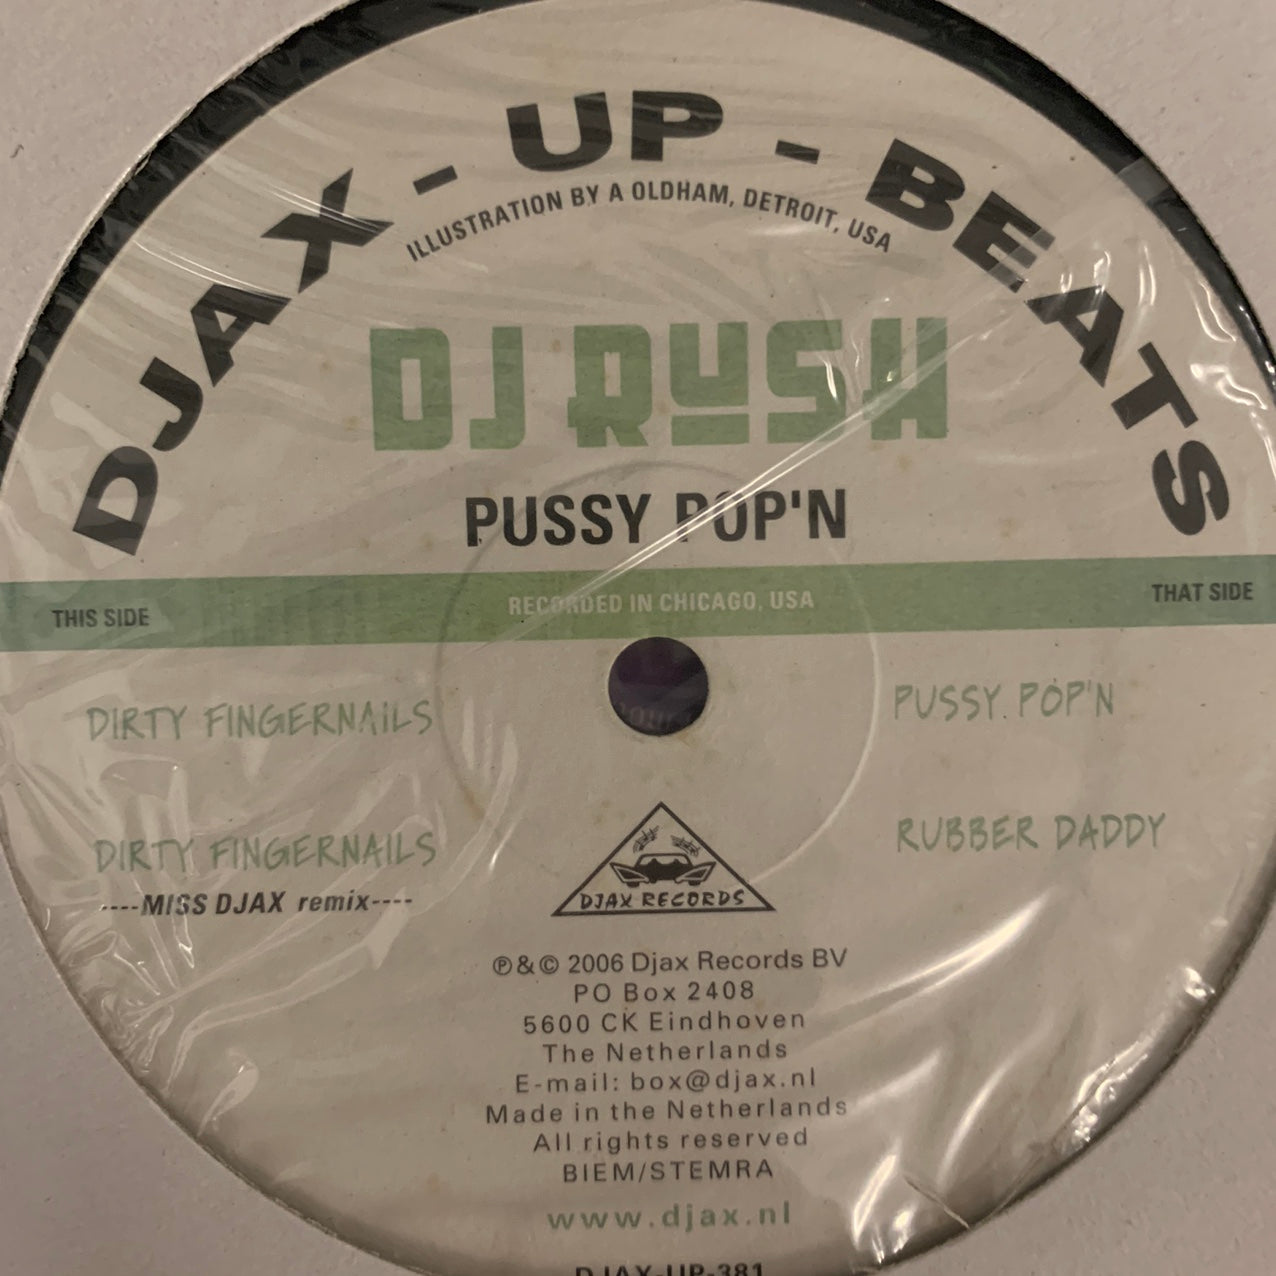 DJAX - UP - BEATS
ILLUSTRATION BY A OLDHAM, DETROIT, USA
DJ RUSH
PUSSY POP'N
THIS SIDE
RECORDED IN CHICAGO, USA
THAT SIDE
DIRTY FINGERNAILS
PUSSY POP'N
DIRTY FINGERNAILS
----MISS DJAX remix----
RUBBER DADDY
DJAX RECORDS
℗&© 2006 Djax Records BV
PO Box 2408
5600 CK Eindhoven
The Netherlands
E-mail: box@djax.nl
Made in the Netherlands
All rights reserved
BIEM/STEMRA
www.djax.nl
DJAX-UP-381